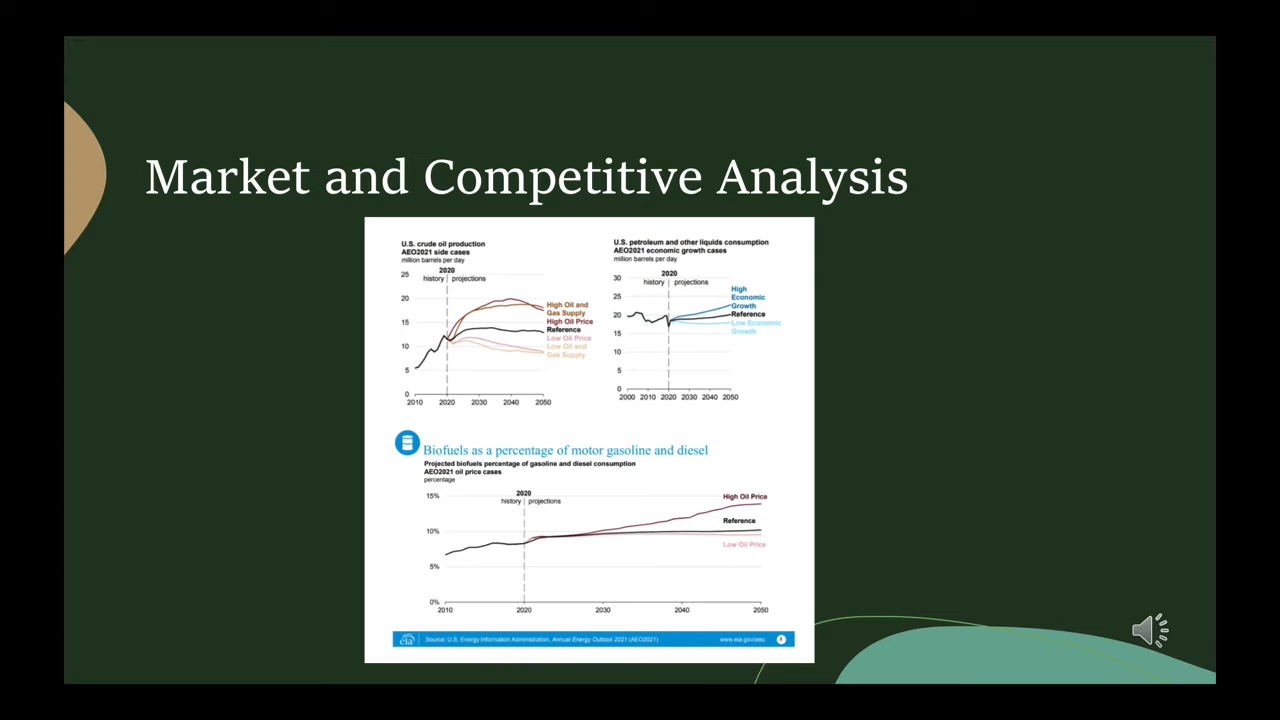 Market and Competitive Analysis
U.S. crude oil production
AEO2021 side cases
million barrels per day
2020
history projections
25
20
15
10
5
0
2010 2020 2030 2040 2050
High Oil and
Gas Supply
High Oil Price
Reference
Low Oil Price
Low Oil and
Gas Supply
U.S. petroleum and other liquids consumption
AEO2021 economic growth cases
million barrels per day
2020
history projections
30
25
20
15
10
5
0
2000 2010 2020 2030 2040 2050
High
Economic
Growth
Reference
Low Economic
Growth
Biofuels as a percentage of motor gasoline and diesel
Projected biofuels percentage of gasoline and diesel consumption
AEO2021 oil price cases
percentage
2020
history projections
15%
10%
5%
0%
2010 2020 2030 2040 2050
High Oil Price
Reference
Low Oil Price
eia Source: U.S. Energy Information Administration, Annual Energy Outlook 2021 (AEO2021) www.eia.gov/aeo